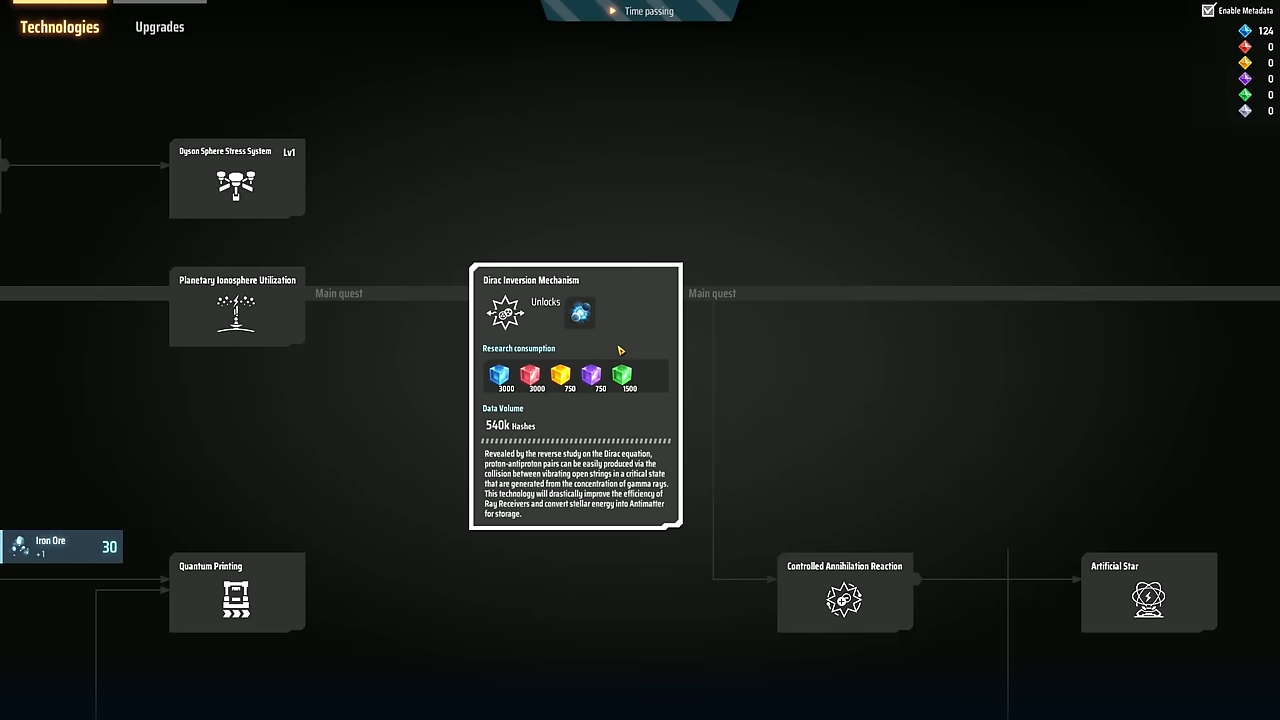 Technologies
Upgrades
Time passing
Enable Metadata
124
0
0
0
0
0
Dyson Sphere Stress System
Lv1
Planetary Ionosphere Utilization
Main quest
Dirac Inversion Mechanism
Unlocks
Research consumption
3000
3000
750
750
1500
Data Volume
540k Hashes
Revealed by the reverse study on the Dirac equation,
proton-antiproton pairs can be easily produced via the
collision between vibrating open strings in a critical state
that are generated from the concentration of gamma rays.
This technology will drastically improve the efficiency of
Ray Receivers and convert stellar energy into Antimatter
for storage.
Main quest
Iron Ore
+1
30
Quantum Printing
Controlled Annihilation Reaction
Artificial Star